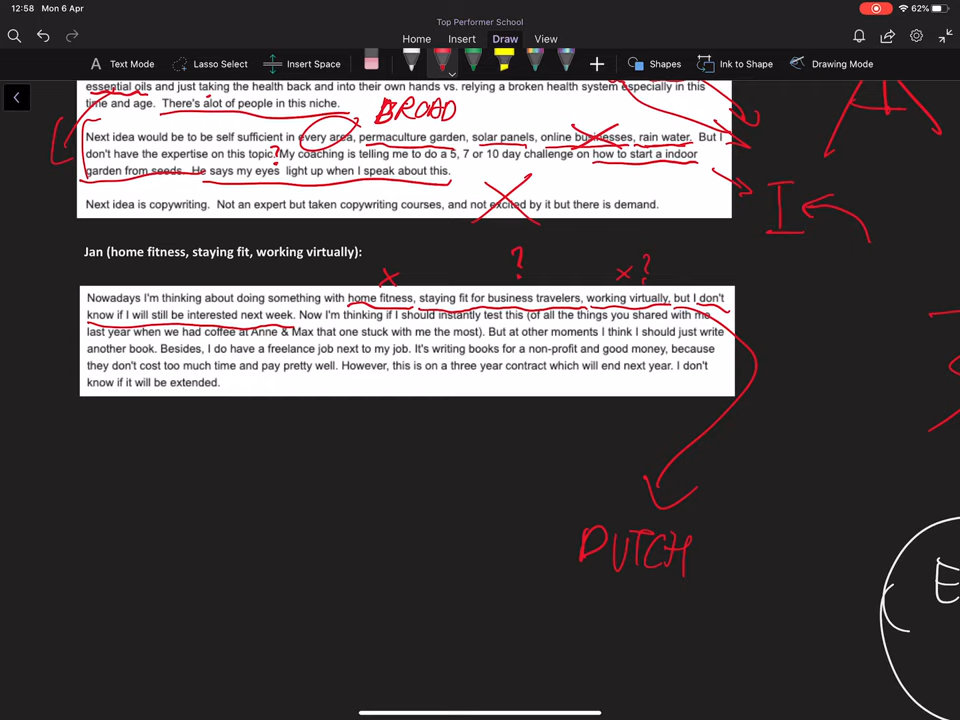 12:58 Mon 6 Apr
62%
Top Performer School
Home Insert Draw View
Text Mode Lasso Select Insert Space Shapes Ink to Shape Drawing Mode
essential oils and just taking the health back and into their own hands vs. relying a broken health system especially in this
time and age. There's alot of people in this niche.
BROAD
Next idea would be to be self sufficient in every area, permaculture garden, solar panels, online businesses, rain water. But I
don't have the expertise on this topic. My coaching is telling me to do a 5, 7 or 10 day challenge on how to start a indoor
?
garden from seeds. He says my eyes light up when I speak about this.
A
I
Next idea is copywriting. Not an expert but taken copywriting courses, and not excited by it but there is demand.
Jan (home fitness, staying fit, working virtually):
x ? x ?
Nowadays I'm thinking about doing something with home fitness, staying fit for business travelers, working virtually, but I don't
know if I will still be interested next week. Now I'm thinking if I should instantly test this (of all the things you shared with me
last year when we had coffee at Anne & Max that one stuck with me the most). But at other moments I think I should just write
another book. Besides, I do have a freelance job next to my job. It's writing books for a non-profit and good money, because
they don't cost too much time and pay pretty well. However, this is on a three year contract which will end next year. I don't
know if it will be extended.
DUTCH
E